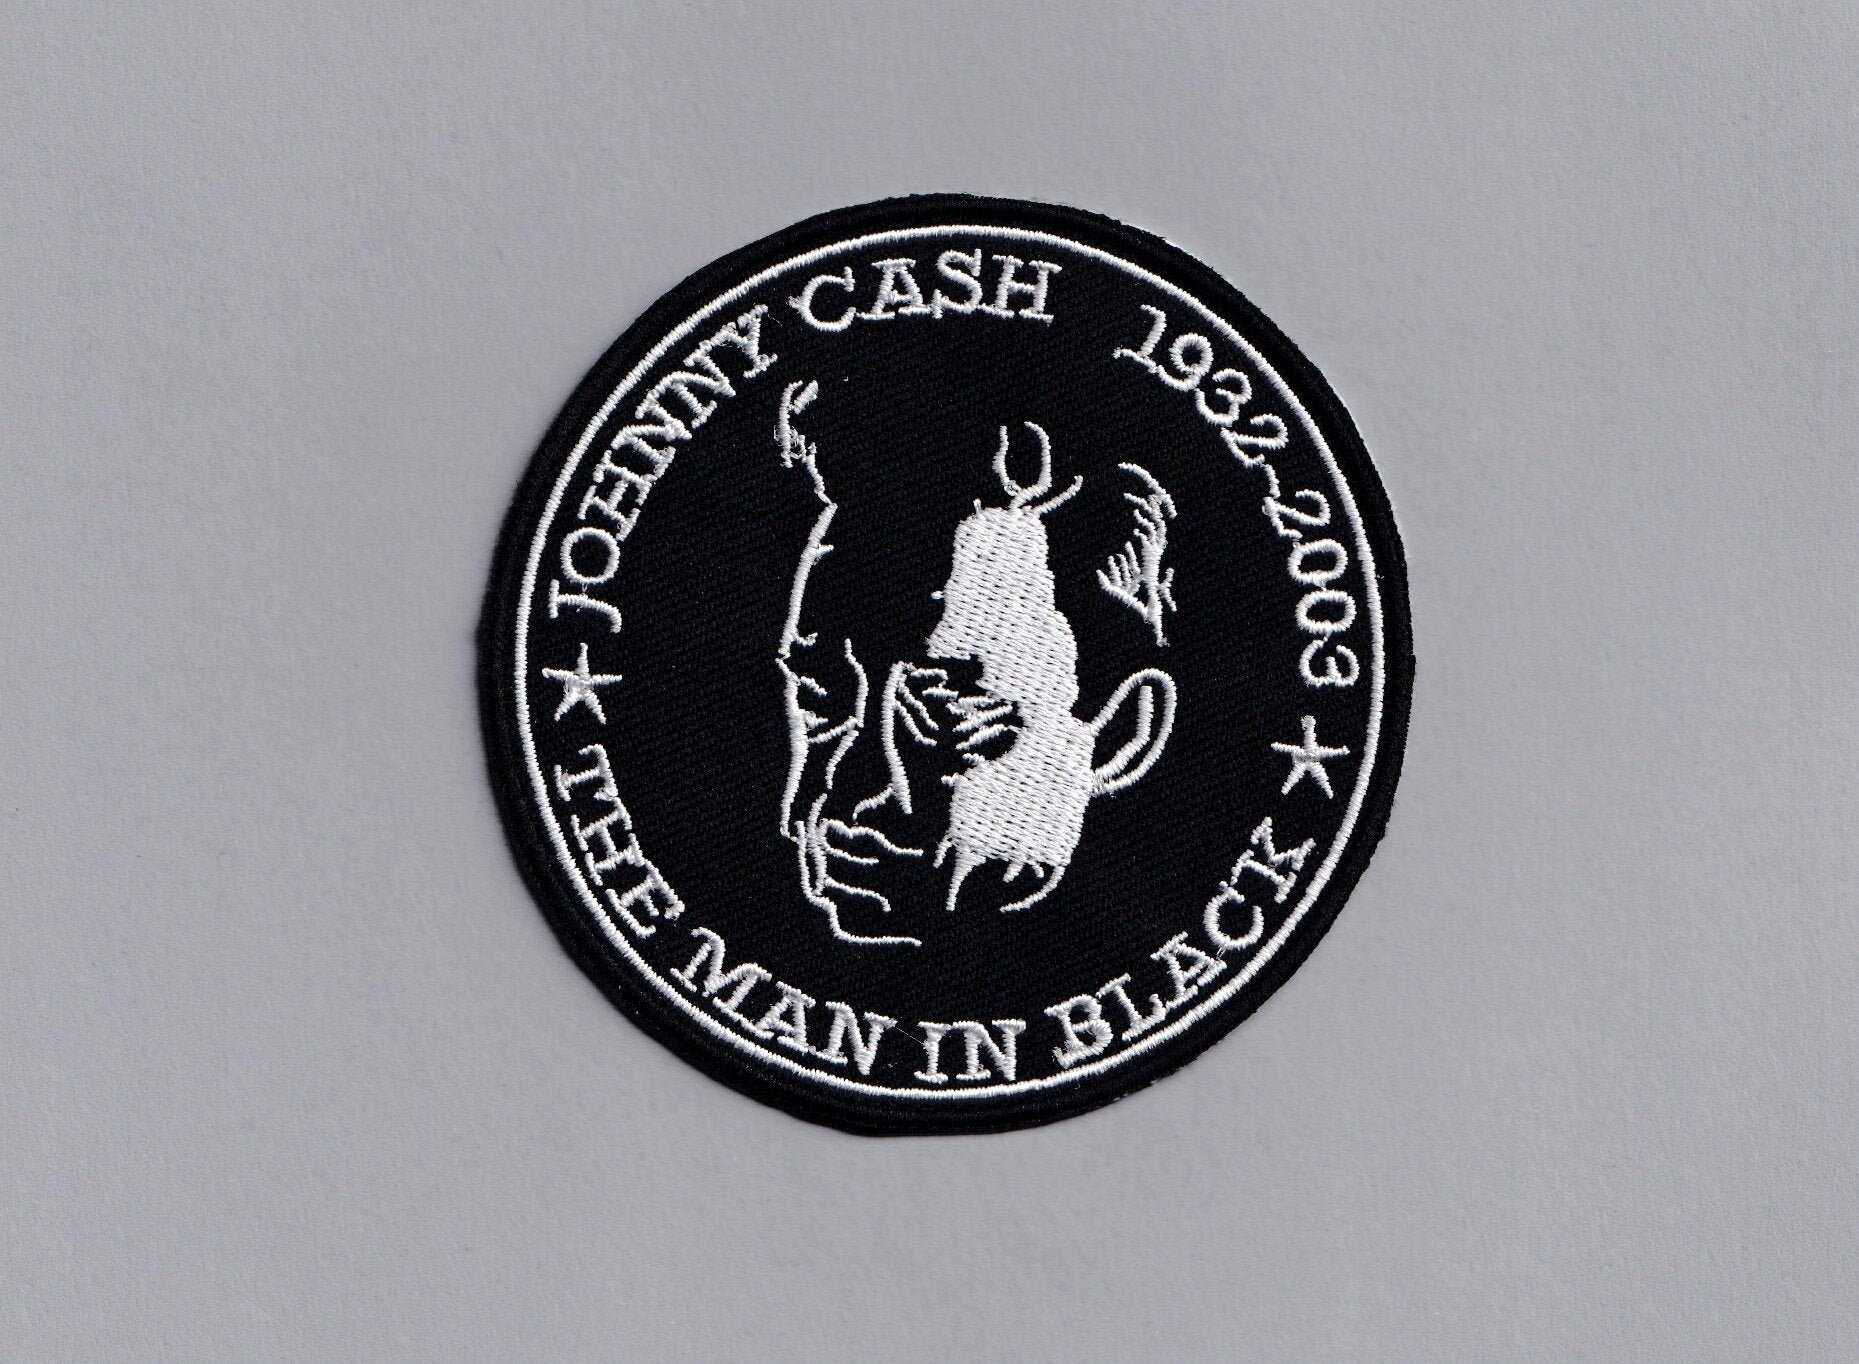 JOHNNY CASH 1932-2003
THE MAN IN BLACK